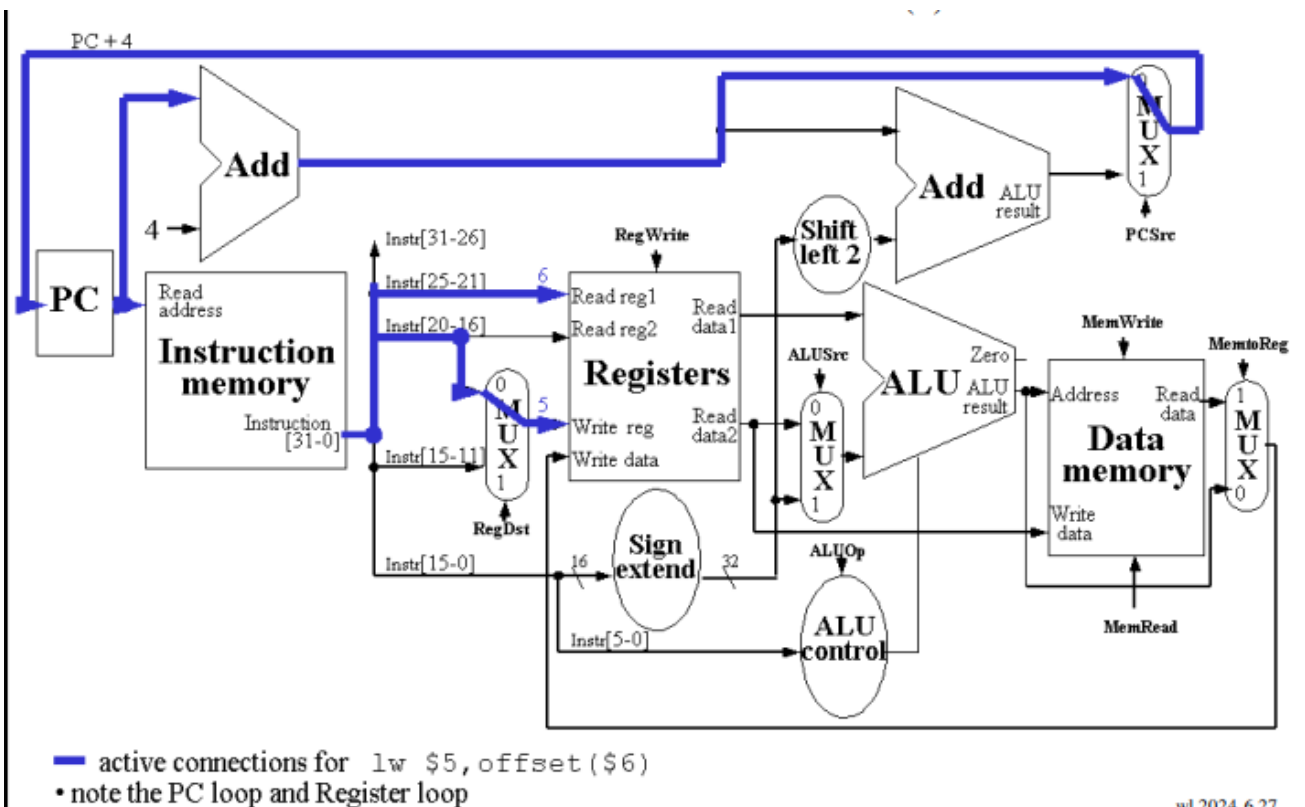 PC + 4
0
M
U
X
1
PCSrc
Add
4
Add
ALU
result
Shift
left 2
Instr[31-26]
RegWrite
PC
Read
address
Instruction
memory
Instruction
[31-0]
Instr[25-21]
6
Instr[20-16]
Read reg1
Read reg2
Registers
Write reg
Write data
Read
data1
Read
data2
5
0
M
U
X
1
RegDst
Instr[15-11]
ALUSrc
0
M
U
X
1
Zero
ALU
ALU
result
MemWrite
Address
Read
data
Data
memory
Write
data
MemRead
MemtoReg
1
M
U
X
0
Instr[15-0]
16
Sign
extend
32
ALUOp
ALU
control
Instr[5-0]
active connections for lw $5,offset($6)
• note the PC loop and Register loop
wl 2024 6.27